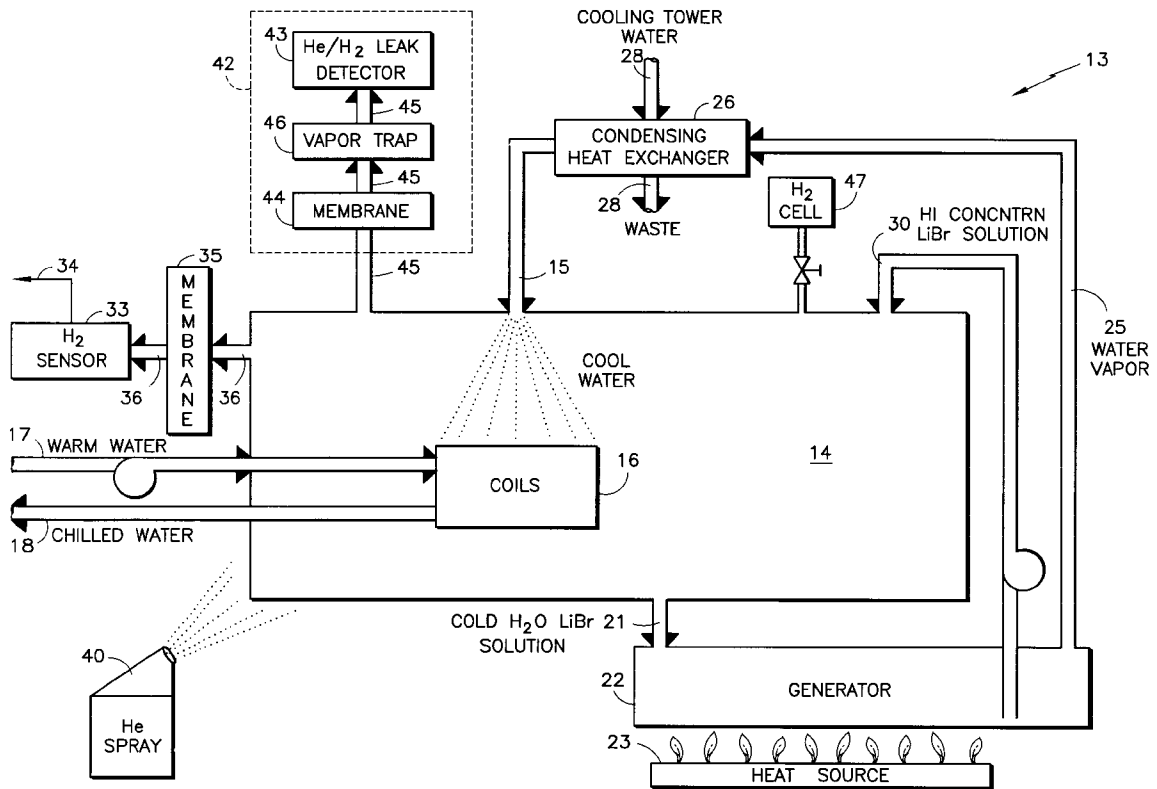 COOLING TOWER
WATER
28
25
43
He/H2 LEAK
DETECTOR
42
13
45
26
46
VAPOR TRAP
CONDENSING
HEAT EXCHANGER
45
44
MEMBRANE
28
WASTE
H2
CELL
47
HI CONCNTRN
LiBr SOLUTION
30
34
35
45
15
MEMBRANE
33
H2
SENSOR
36
36
25
WATER
VAPOR
COOL
WATER
17
WARM WATER
14
16
COILS
18
CHILLED WATER
COLD H2O LiBr 21
SOLUTION
40
22
GENERATOR
He
SPRAY
23
HEAT SOURCE